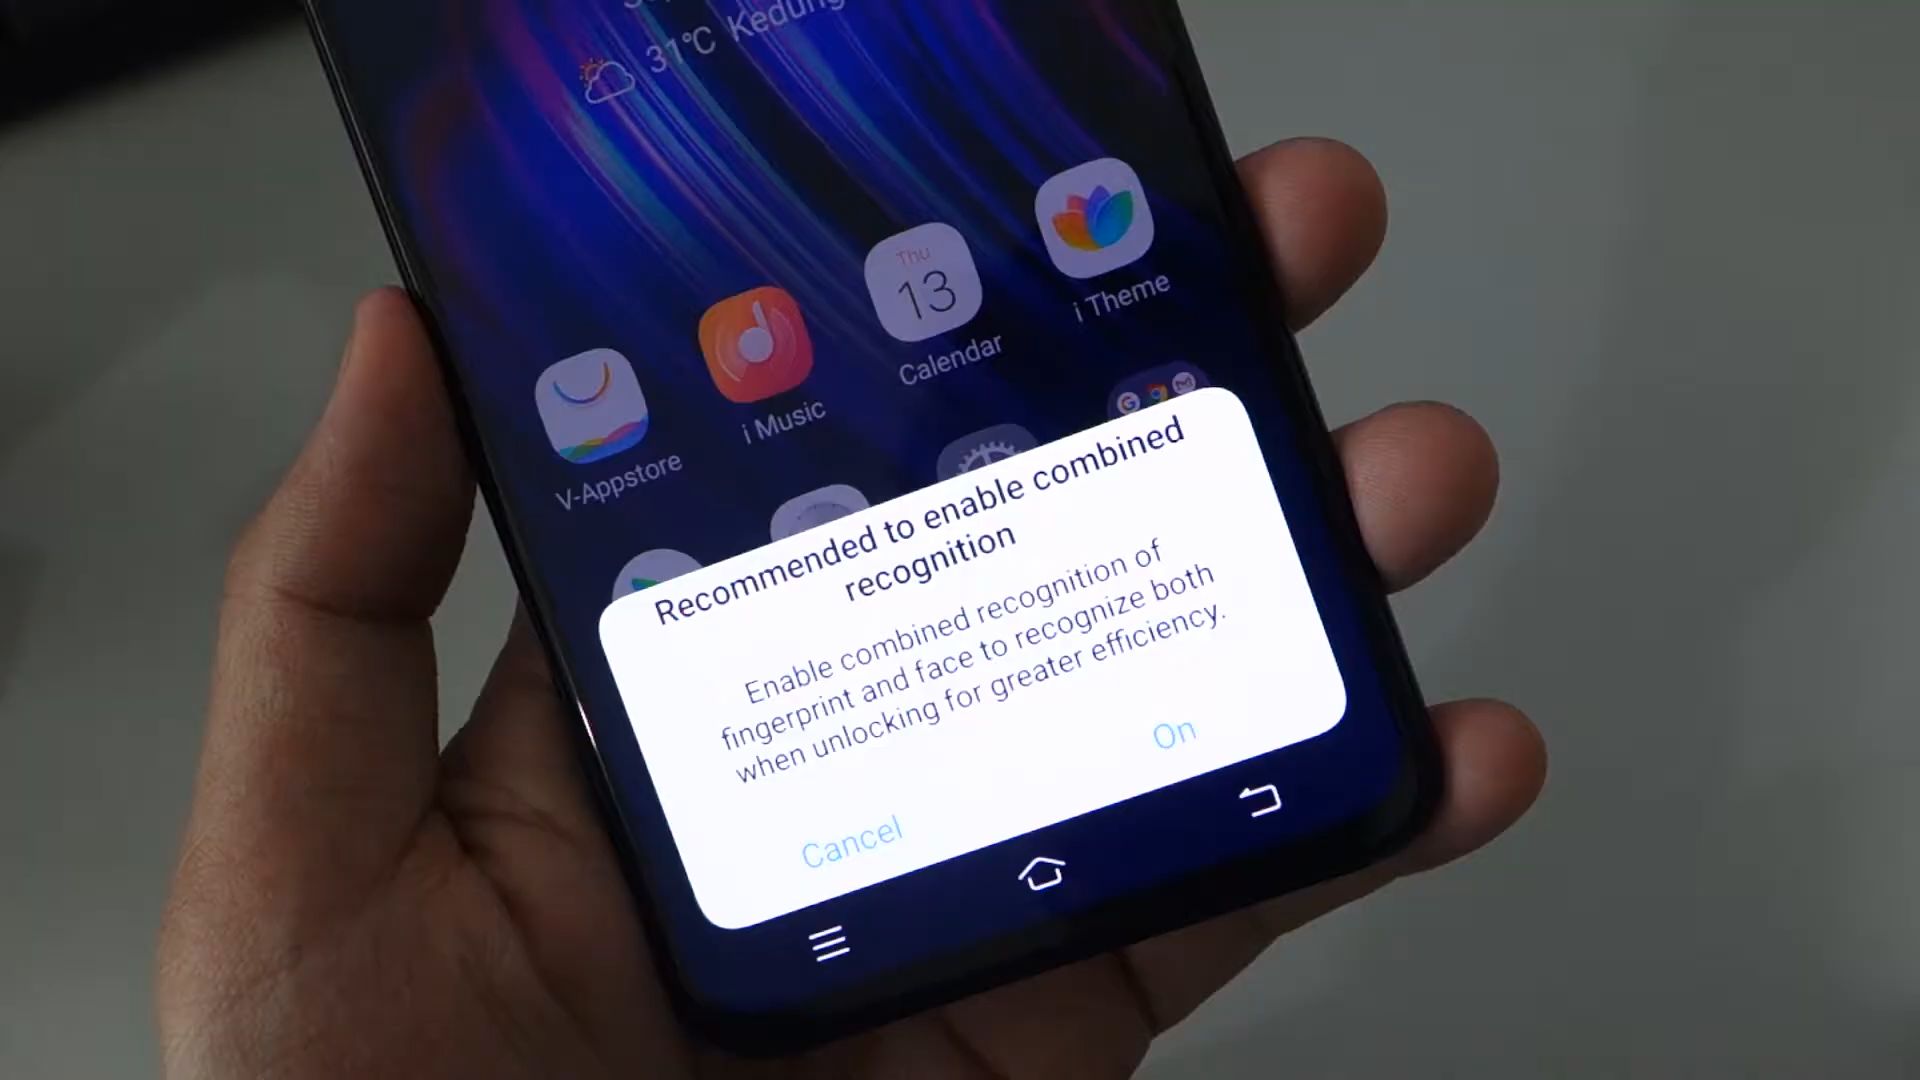 31°C Kedung
Thu
13
i Theme
Calendar
i Music
V-Appstore
Recommended to enable combined
recognition
Enable combined recognition of
fingerprint and face to recognize both
when unlocking for greater efficiency.
On
Cancel